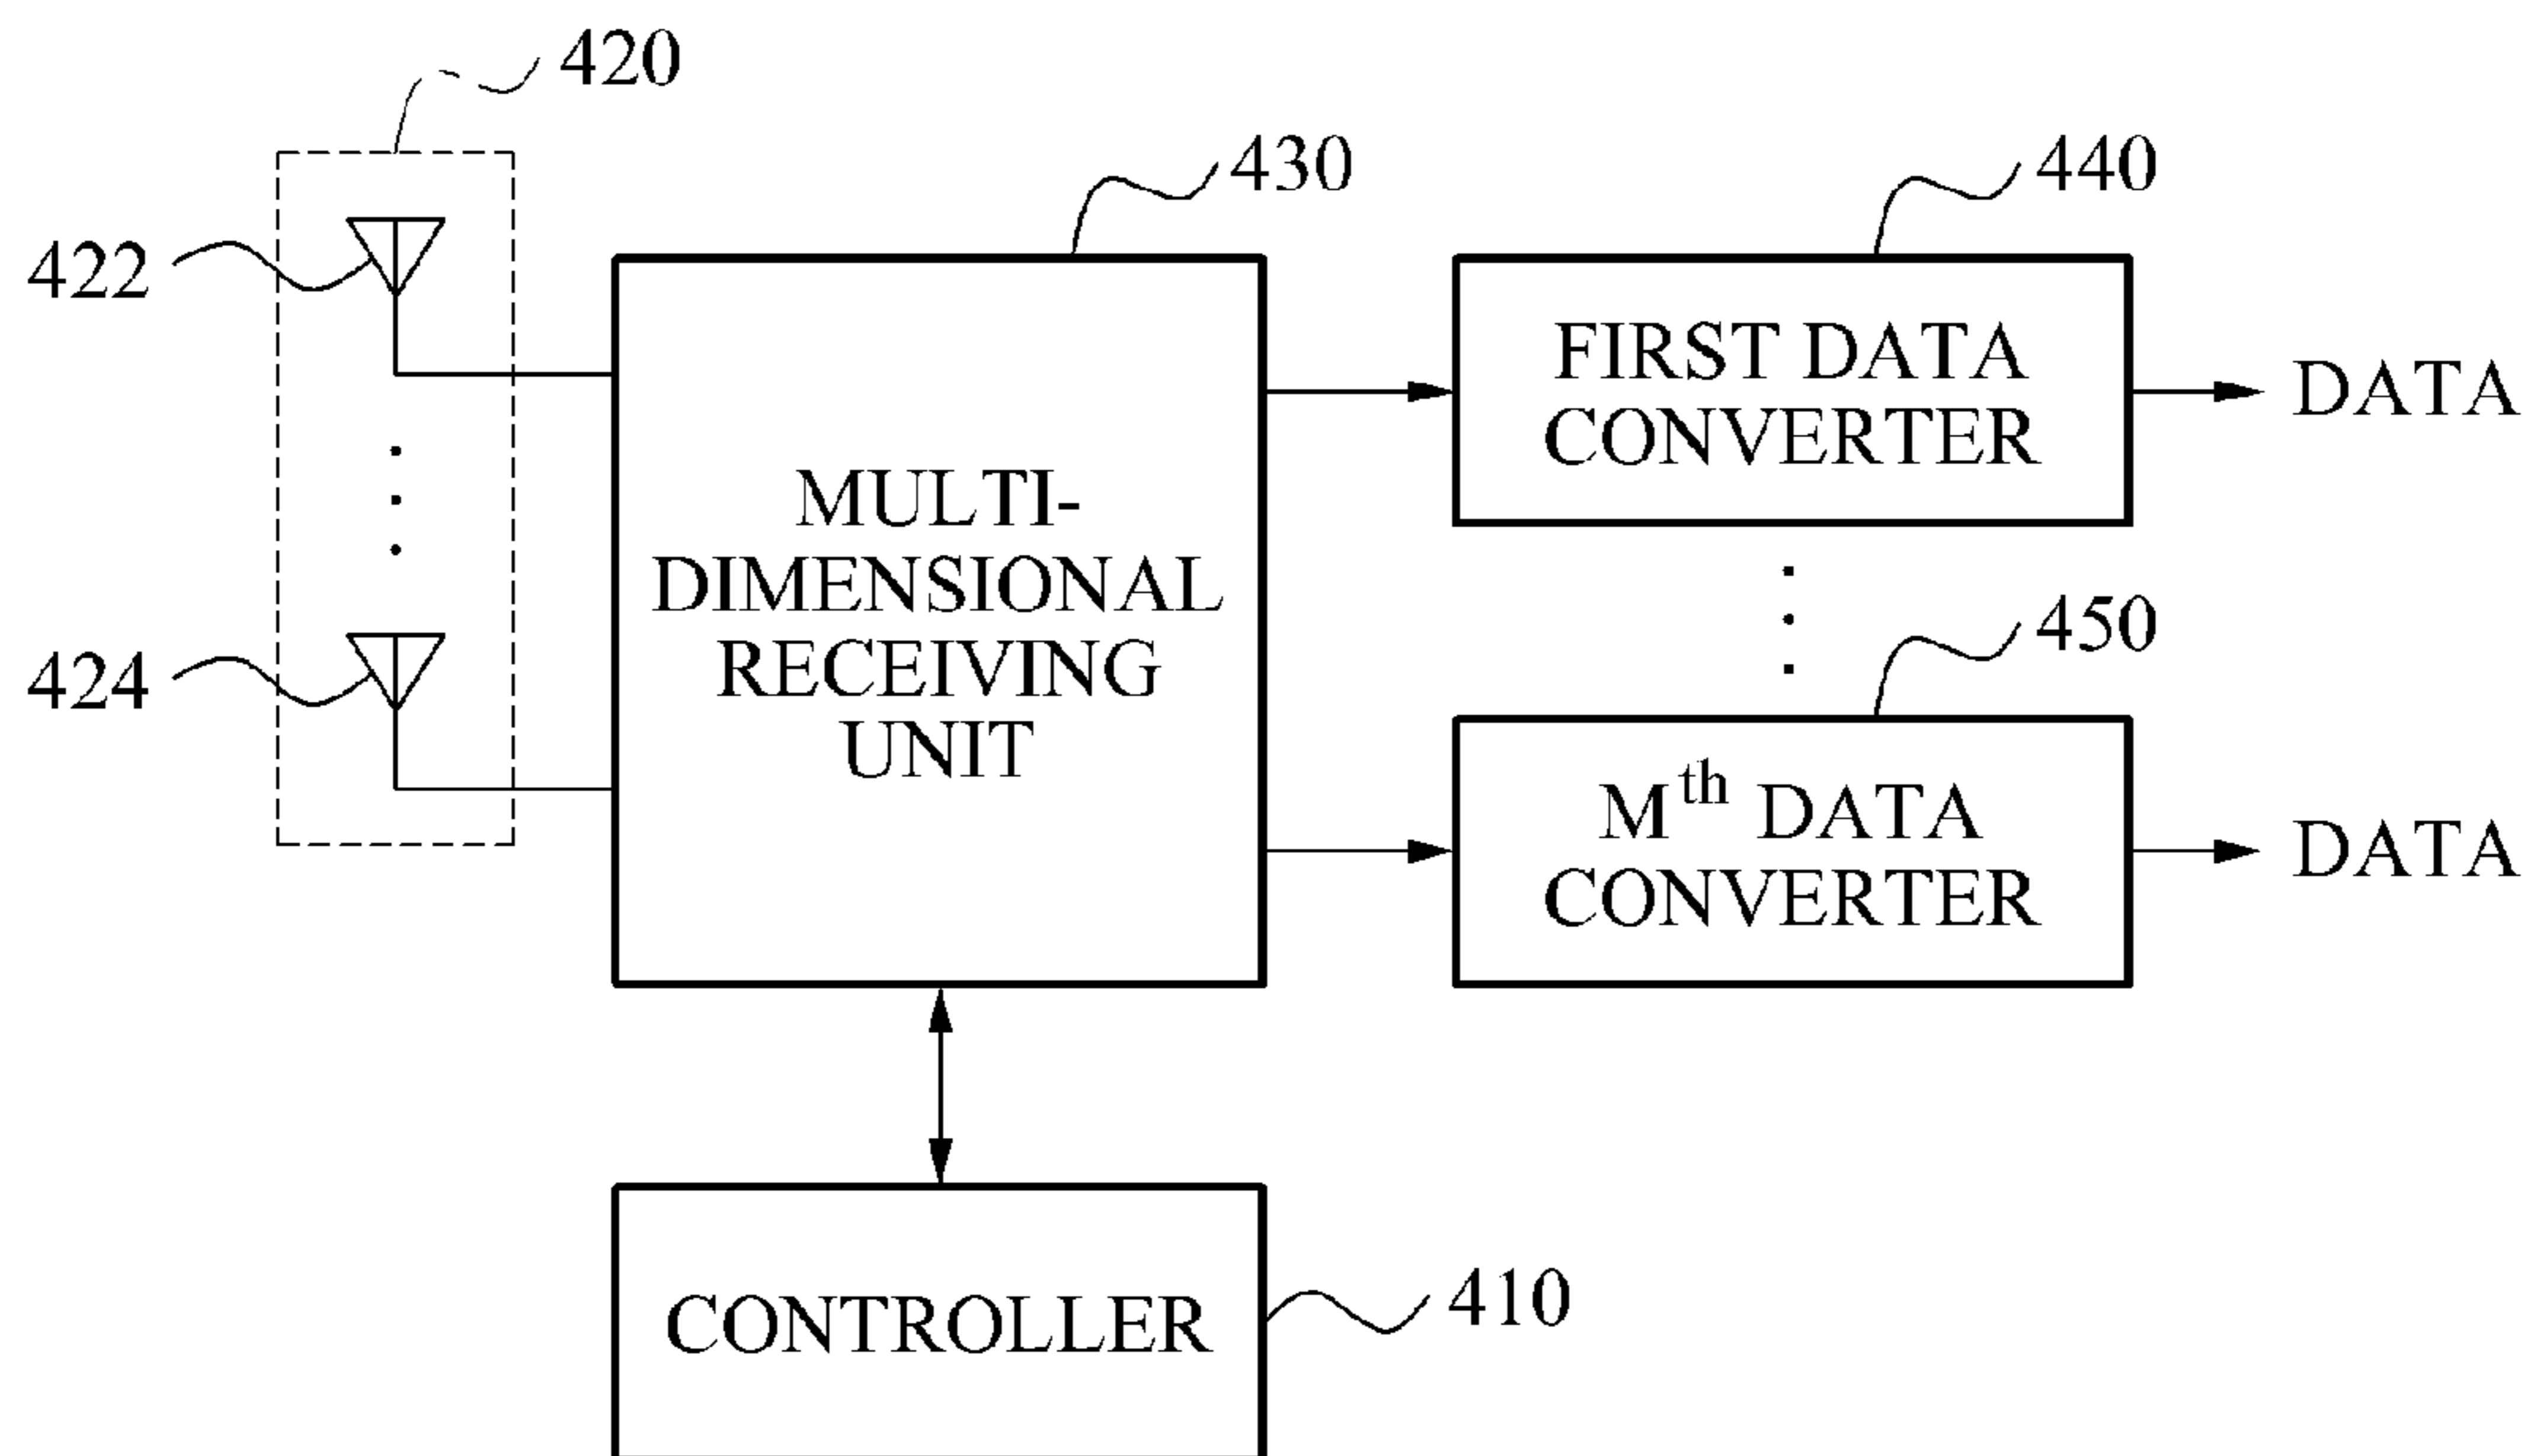 420
430
440
422
FIRST DATA
CONVERTER
DATA
MULTI-
DIMENSIONAL
RECEIVING
UNIT
424
450
Mth DATA
CONVERTER
DATA
CONTROLLER
410